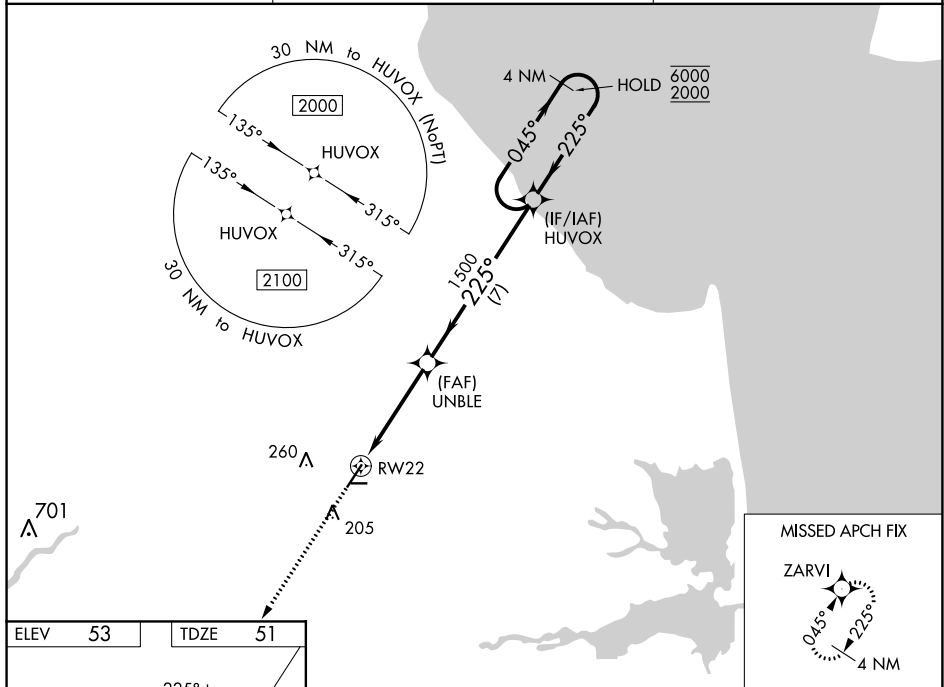 30 NM to HUVOX (NoPT)
2000
135°
HUVOX
315°
135°
HUVOX
315°
2100
30 NM to HUVOX
4 NM
HOLD
6000
2000
045°
225°
(IF/IAF)
HUVOX
1500
225°
(7)
(FAF)
UNBLE
260
RW22
205
701
MISSED APCH FIX
ZARVI
045°
225°
4 NM
ELEV 53
TDZE 51